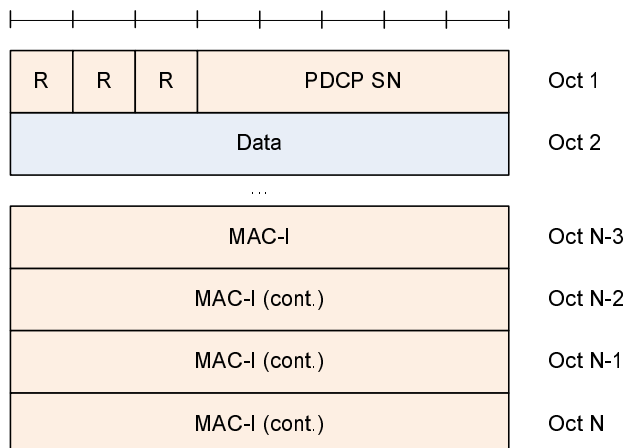 R R R PDCP SN Oct 1
Data Oct 2
...
MAC-I Oct N-3
MAC-I (cont.) Oct N-2
MAC-I (cont.) Oct N-1
MAC-I (cont.) Oct N